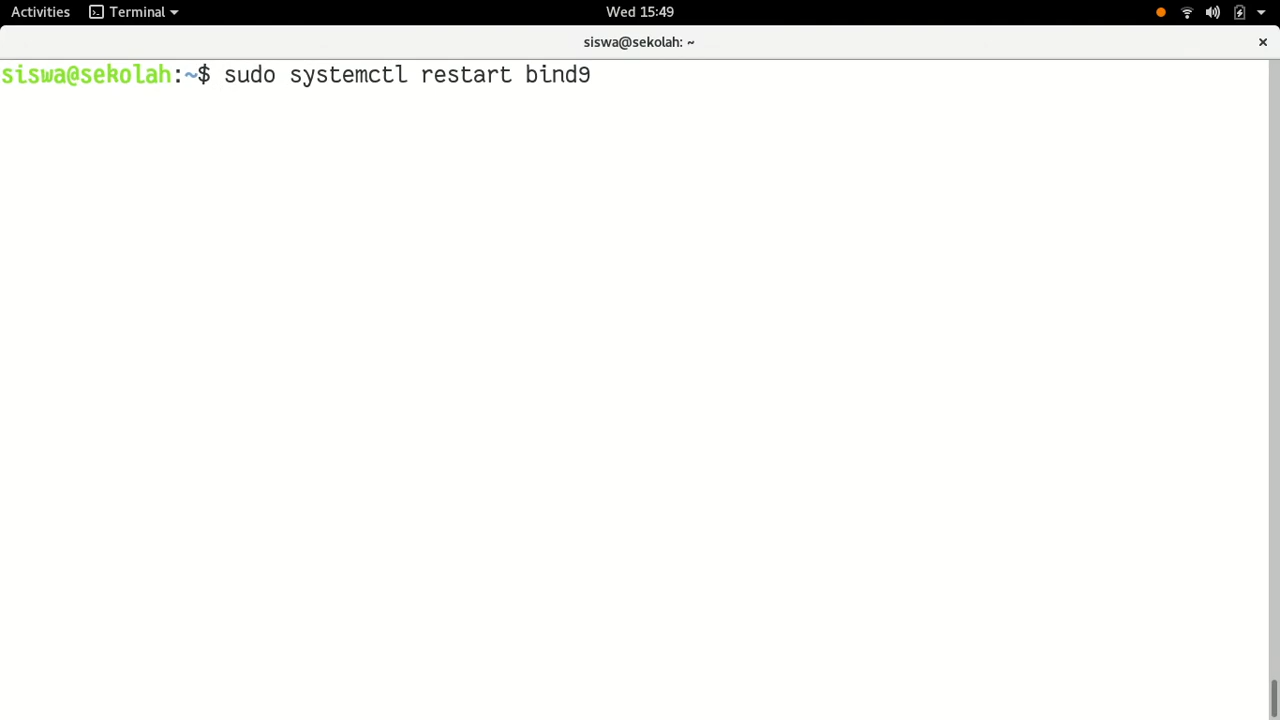 Activities Terminal Wed 15:49
siswa@sekolah: ~
siswa@sekolah:~$ sudo systemctl restart bind9